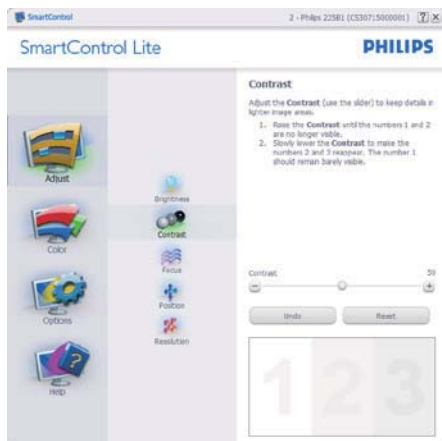 SmartControl
2 - Philips 225B1 (CS30715000001)
SmartControl Lite
PHILIPS
Adjust
Color
Options
Help
Brightness
Contrast
Focus
Position
Resolution
Contrast
Adjust the Contrast (use the slider) to keep details in
lighter image areas.
1. Raise the Contrast until the numbers 1 and 2
are no longer visible.
2. Slowly lower the Contrast to make the
numbers 2 and 3 reappear. The number 1
should remain barely visible.
Contrast 50
Undo Reset
1 2 3